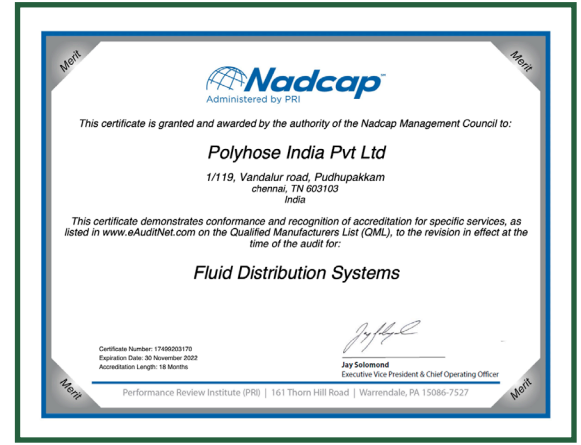 Merit
Merit
Nadcap
Administered by PRI
This certificate is granted and awarded by the authority of the Nadcap Management Council to:
Polyhose India Pvt Ltd
1/119, Vandalur road, Pudhupakkam
chennai, TN 603103
India
This certificate demonstrates conformance and recognition of accreditation for specific services, as
listed in www.eAuditNet.com on the Qualified Manufacturers List (QML), to the revision in effect at the
time of the audit for:
Fluid Distribution Systems
Certificate Number: 17499203170
Expiration Date: 30 November 2022
Accreditation Length: 18 Months
Jay Solomond
Executive Vice President & Chief Operating Officer
Performance Review Institute (PRI) | 161 Thorn Hill Road | Warrendale, PA 15086-7527
Merit
Merit